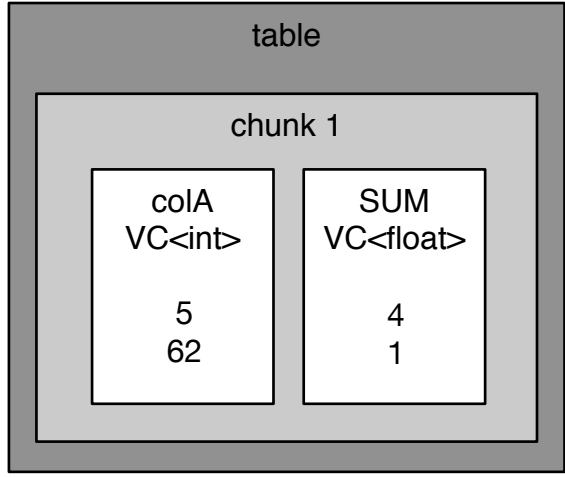 table
chunk 1
colA
VC<int>
5
62
SUM
VC<float>
4
1